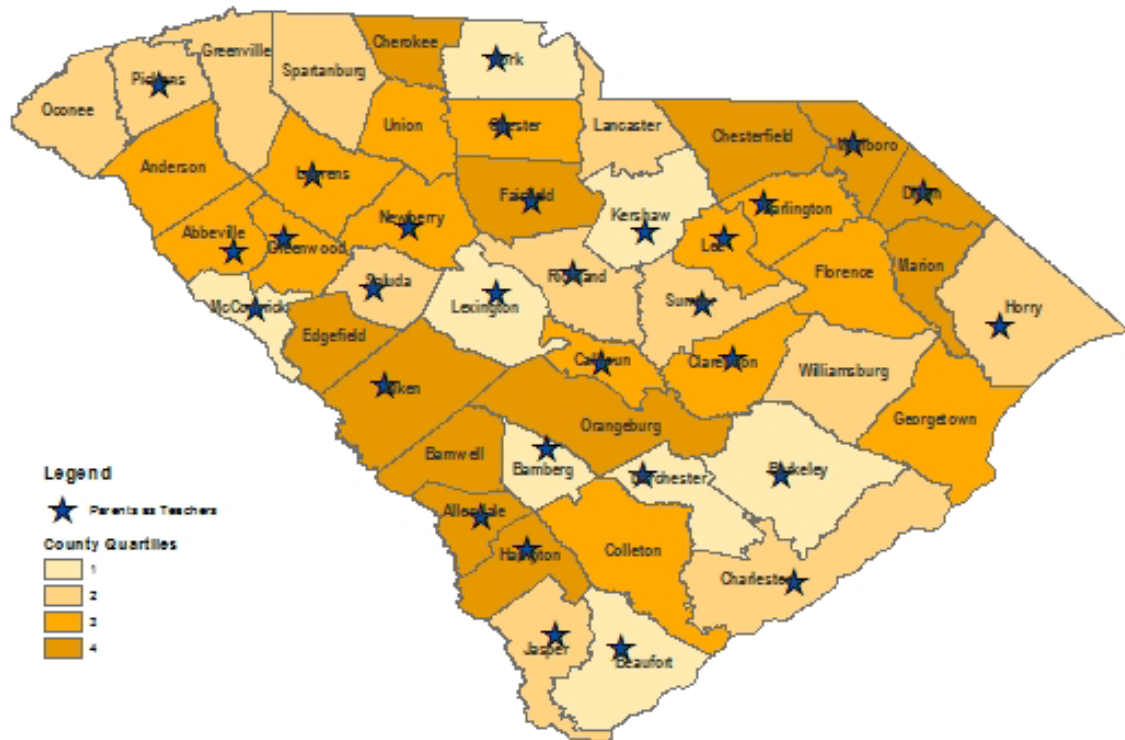 Cherokee
Greenville
York
Spartanburg
Pickens
Oconee
Union
Chester
Lancaster
Chesterfield
Marlboro
Anderson
Laurens
Fairfield
Dillon
Newberry
Kershaw
Darlington
Abbeville
Greenwood
Lee
Florence
Marion
Saluda
Richland
McCormick
Lexington
Sumter
Horry
Edgefield
Calhoun
Clarendon
Williamsburg
Aiken
Georgetown
Orangeburg
Barnwell
Bamberg
Dorchester
Berkeley
Allendale
Hampton
Colleton
Charleston
Jasper
Beaufort
Legend
Parents as Teachers
County Quartiles
1
2
3
4